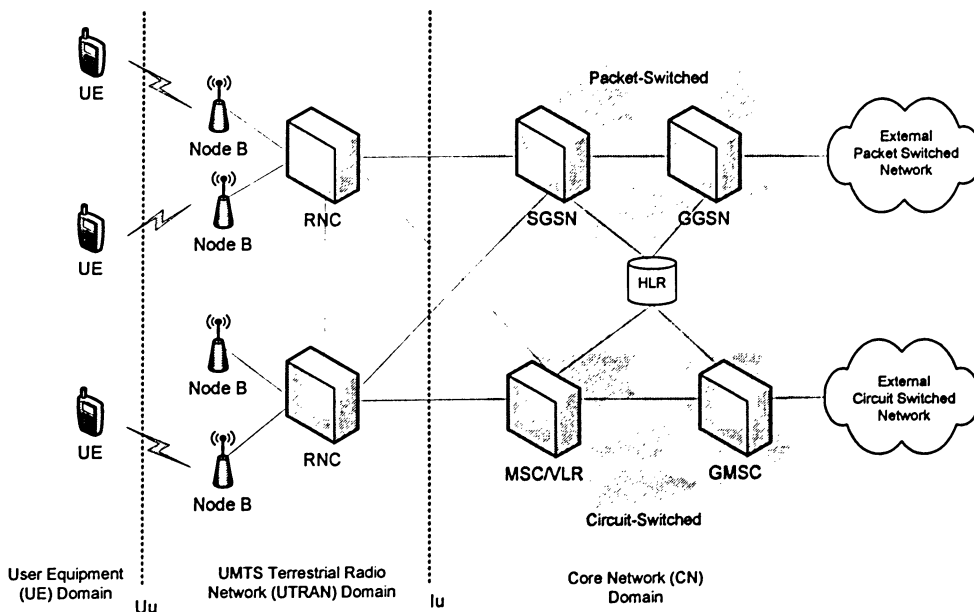 UE
Node B
UE
Node B
RNC
Packet-Switched
SGSN
GGSN
External
Packet Switched
Network
HLR
Node B
UE
Node B
RNC
MSC/VLR
GMSC
External
Circuit Switched
Network
Circuit-Switched
User Equipment
(UE) Domain
Uu
UMTS Terrestrial Radio
Network (UTRAN) Domain
Iu
Core Network (CN)
Domain